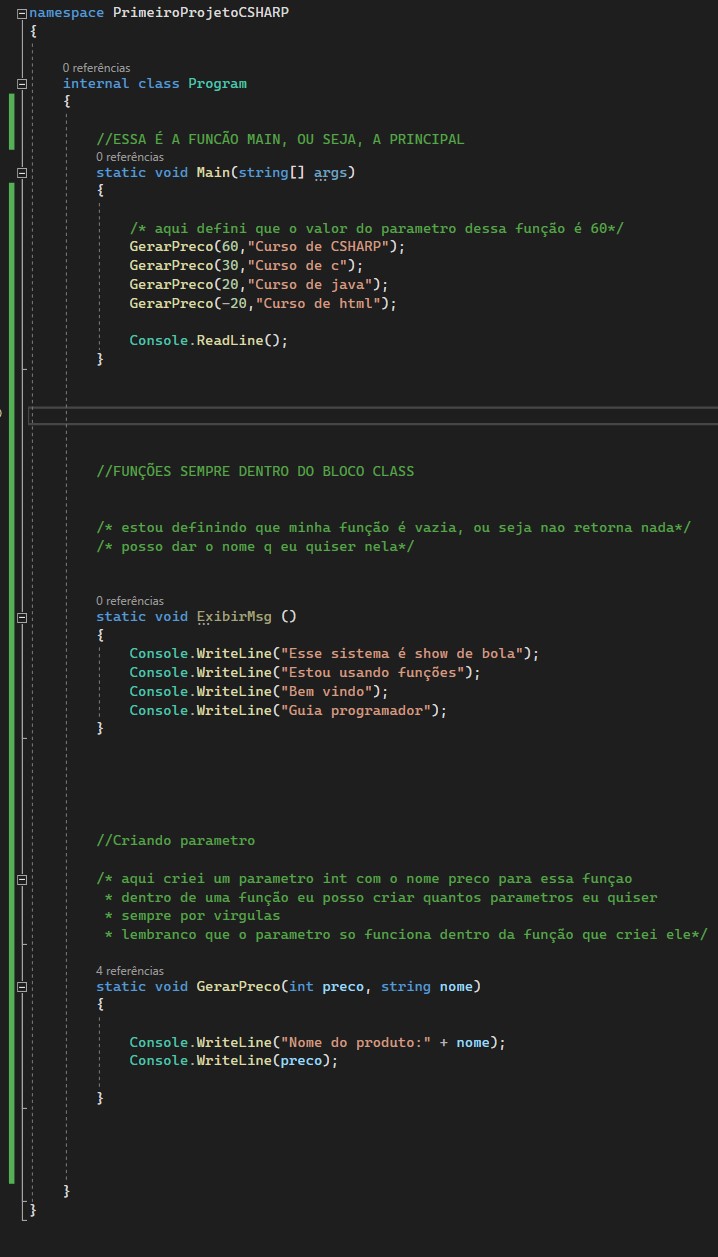 namespace PrimeiroProjetoCSHARP
{
0 referências
internal class Program
{
//ESSA É A FUNCÃO MAIN, OU SEJA, A PRINCIPAL
0 referências
static void Main(string[] args)
{
/* aqui defini que o valor do parametro dessa função é 60*/
GerarPreco(60,"Curso de CSHARP");
GerarPreco(30,"Curso de c");
GerarPreco(20,"Curso de java");
GerarPreco(-20,"Curso de html");
Console.ReadLine();
}
//FUNÇÕES SEMPRE DENTRO DO BLOCO CLASS
/* estou definindo que minha função é vazia, ou seja nao retorna nada*/
/* posso dar o nome q eu quiser nela*/
0 referências
static void ExibirMsg ()
{
Console.WriteLine("Esse sistema é show de bola");
Console.WriteLine("Estou usando funções");
Console.WriteLine("Bem vindo");
Console.WriteLine("Guia programador");
}
//Criando parametro
/* aqui criei um parametro int com o nome preco para essa funçao
* dentro de uma função eu posso criar quantos parametros eu quiser
* sempre por virgulas
* lembranco que o parametro so funciona dentro da função que criei ele*/
4 referências
static void GerarPreco(int preco, string nome)
{
Console.WriteLine("Nome do produto:" + nome);
Console.WriteLine(preco);
}
}
}